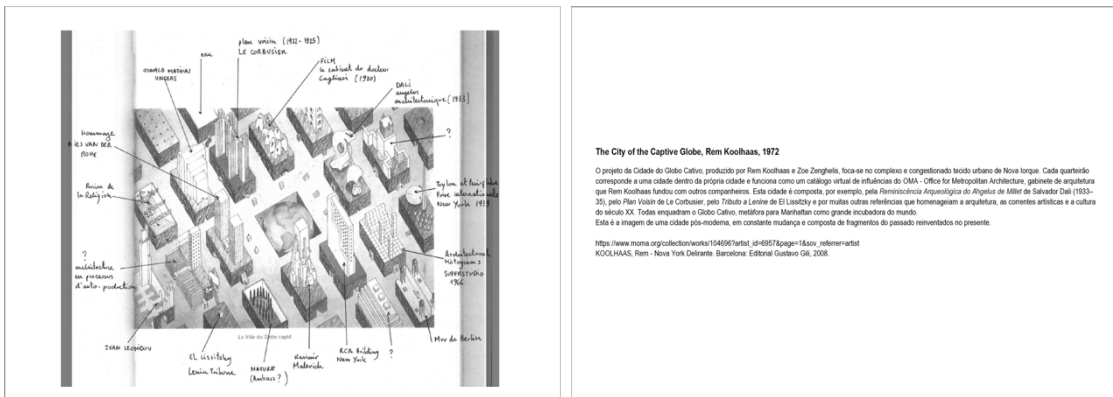 plan voisin (1922-1925)
LE CORBUSIER
OSWALD MATHIAS
UNGERS
FILM
le cabinet du docteur
Cagliari (1920)
DALI
angelus
architectonique (1933)
?
Hommage
MIES VAN DER
ROHE
Ruine de
la Religion
Trylon et
internationale
New York 1939
?
architecture
en processus
d'auto-production
Architectural
histograms
SUPERSTUDIO
1966
IVAN LEONIDOV
EL Lissitzky
Lenin Tribune
NATURE
(Ambasz?)
Kasimir
Malevich
RCA Building
New York
?
Mur de Berlin
La Ville du Globe captif
The City of the Captive Globe, Rem Koolhaas, 1972
O projeto da Cidade do Globo Cativo, produzido por Rem Koolhaas e Zoe Zenghelis, foca-se no complexo e congestionado tecido urbano de Nova Iorque. Cada quarteirão
corresponde a uma cidade dentro da própria cidade e funciona como um catálogo virtual de influências do OMA - Office for Metropolitan Architecture, gabinete de arquitetura
que Rem Koolhaas fundou com outros companheiros. Esta cidade é composta, por exemplo, pela Reminiscência Arqueológica do Ângelus de Millet de Salvador Dali (1933–
35), pelo Plan Voisin de Le Corbusier, pelo Tributo a Lenine de El Lissitzky e por muitas outras referências que homenageiam a arquitetura, as correntes artísticas e a cultura
do século XX. Todas enquadram o Globo Cativo, metáfora para Manhattan como grande incubadora do mundo.
Esta é a imagem de uma cidade pós-moderna, em constante mudança e composta de fragmentos do passado reinventados no presente.
https://www.moma.org/collection/works/104696?artist_id=6957&page=1&sov_referrer=artist
KOOLHAAS, Rem - Nova York Delirante. Barcelona: Editorial Gustavo Gili, 2008.